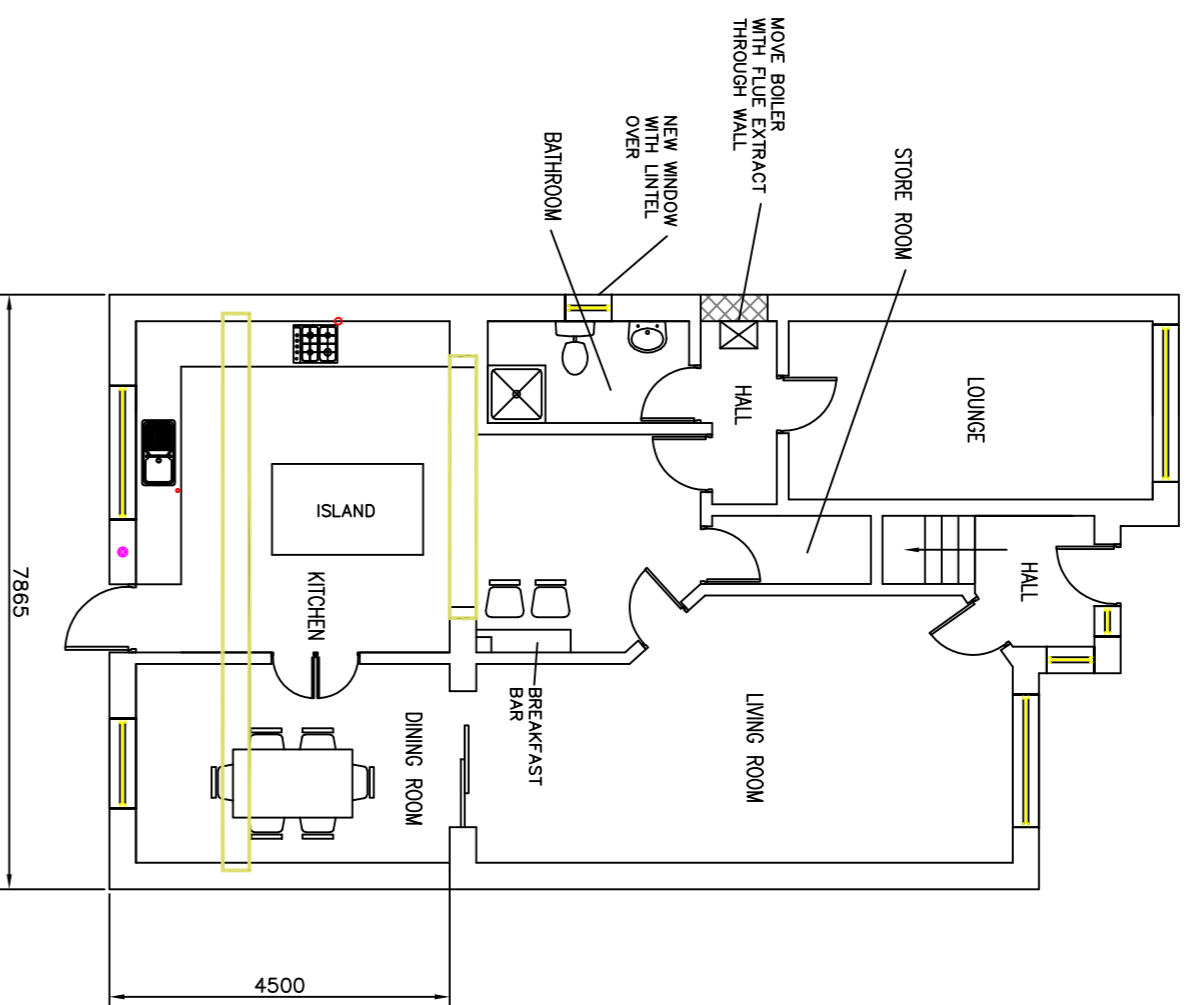 MOVE BOILER
WITH FLUE EXTRACT
THROUGH WALL
NEW WINDOW
WITH LINTEL
OVER
BATHROOM
STORE ROOM
HALL
LOUNGE
ISLAND
KITCHEN
HALL
BREAKFAST
BAR
LIVING ROOM
DINING ROOM
7865
4500